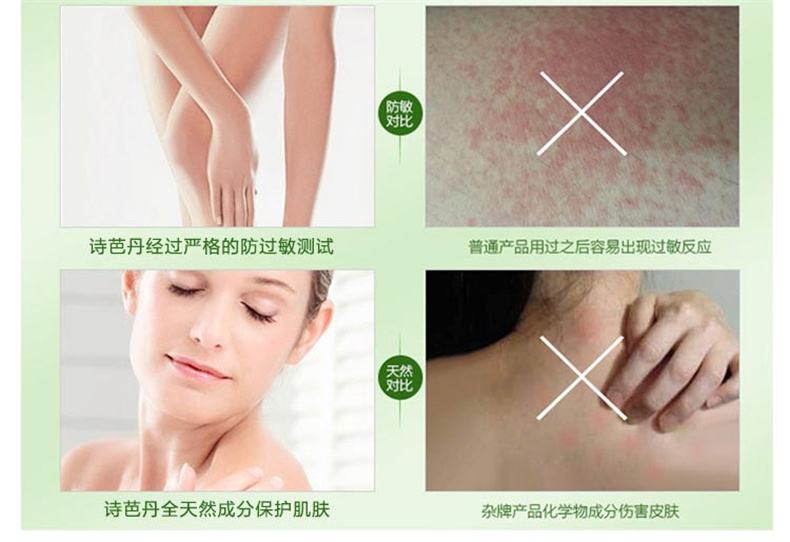 防敏
对比
诗芭丹经过严格的防过敏测试
普通产品用过之后容易出现过敏反应
天然
对比
诗芭丹全天然成分保护肌肤
杂牌产品化学物成分伤害皮肤